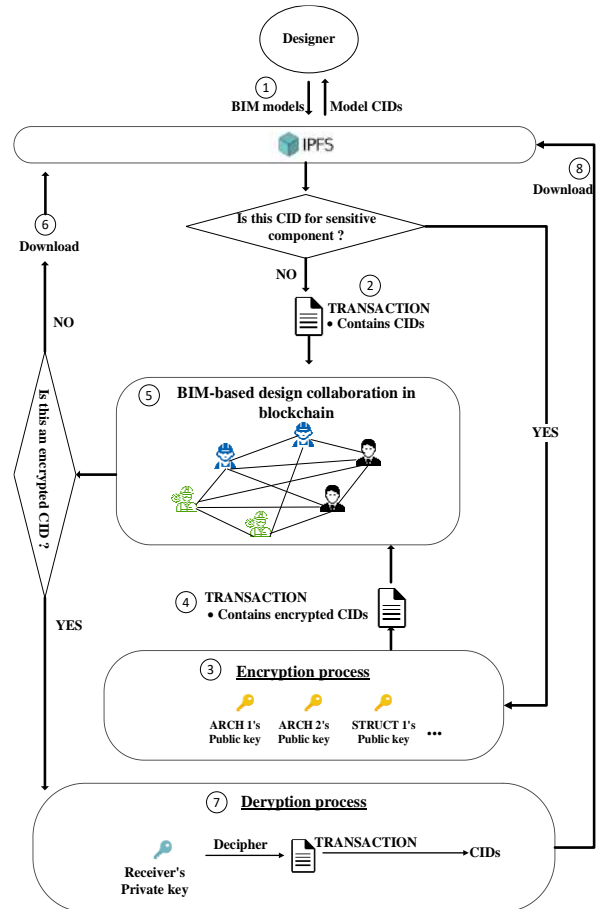 Designer
1
BIM models
Model CIDs
IPFS
8
Download
6
Download
Is this CID for sensitive
component ?
NO
2
TRANSACTION
• Contains CIDs
NO
YES
5
BIM-based design collaboration in
blockchain
Is this an encrypted CID ?
4
TRANSACTION
• Contains encrypted CIDs
YES
3
Encryption process
ARCH 1's
Public key
ARCH 2's
Public key
STRUCT 1's
Public key
...
7
Deryption process
Decipher
TRANSACTION
CIDs
Receiver's
Private key